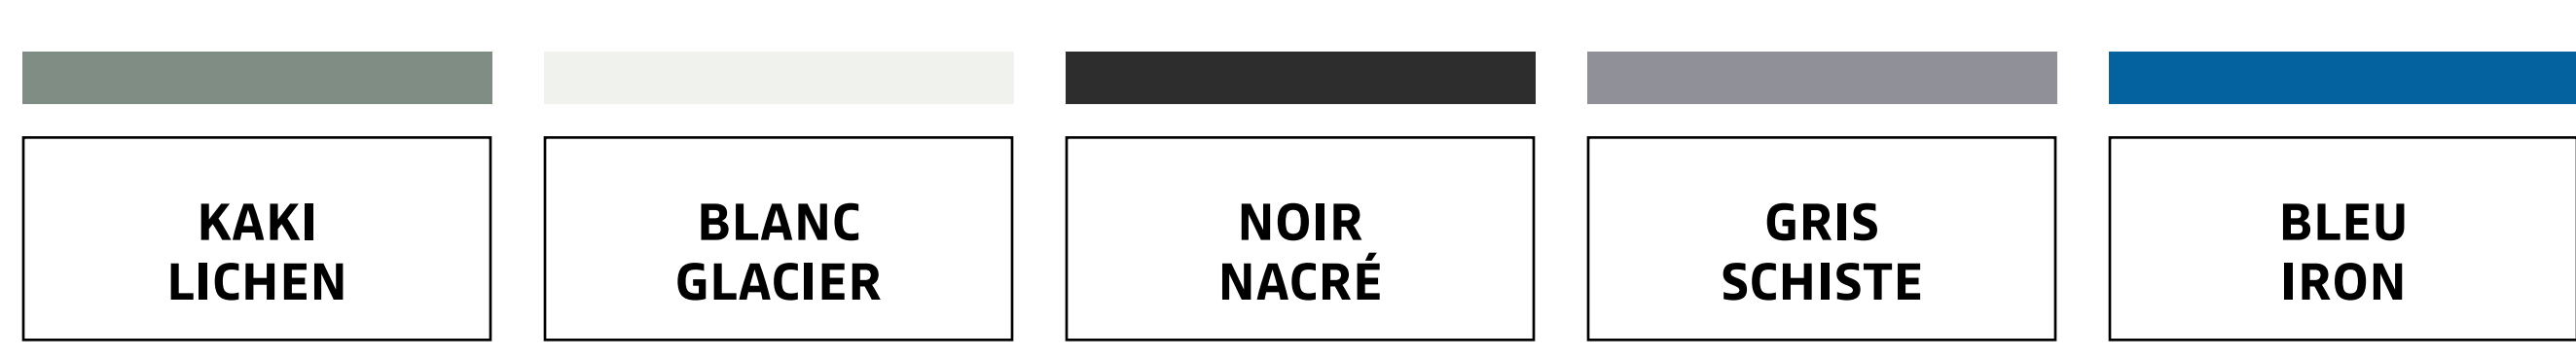 KAKI
LICHEN
BLANC
GLACIER
NOIR
NACRÉ
GRIS
SCHISTE
BLEU
IRON